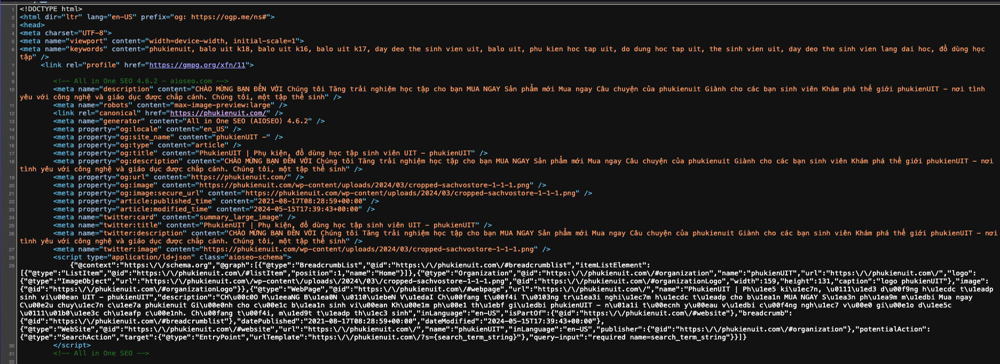 1 <!DOCTYPE html>
2 <html dir="ltr" lang="en-US" prefix="og: https://ogp.me/ns#">
3 <head>
4 <meta charset="UTF-8">
5 <meta name="viewport" content="width=device-width, initial-scale=1">
6 <meta name="keywords" content="phukienuit, balo uit k18, balo uit k16, balo uit k17, day deo the sinh vien uit, balo uit, phu kien hoc tap uit, do dung hoc tap uit, the sinh vien uit, day deo the sinh vien lang dai hoc, đồ dùng học
tập" />
7 <link rel="profile" href="https://gmpg.org/xfn/11">
8
9 <!-- All in One SEO 4.6.2 - aioseo.com -->
10 <meta name="description" content="CHÀO MỪNG BẠN ĐẾN VỚI Chúng tôi Tăng trải nghiệm học tập cho bạn MUA NGAY Sản phẩm mới Mua ngay Câu chuyện của phukienuit Giành cho các bạn sinh viên Khám phá thế giới phukienUIT - nơi tình
yêu với công nghệ và giáo dục được chắp cánh. Chúng tôi, một tập thể sinh" />
11 <meta name="robots" content="max-image-preview:large" />
12 <link rel="canonical" href="https://phukienuit.com/" />
13 <meta name="generator" content="All in One SEO (AIOSEO) 4.6.2" />
14 <meta property="og:locale" content="en_US" />
15 <meta property="og:site_name" content="phukienUIT -" />
16 <meta property="og:type" content="article" />
17 <meta property="og:title" content="PhukienUIT | Phụ kiện, đồ dùng học tập sinh viên UIT - phukienUIT" />
18 <meta property="og:description" content="CHÀO MỪNG BẠN ĐẾN VỚI Chúng tôi Tăng trải nghiệm học tập cho bạn MUA NGAY Sản phẩm mới Mua ngay Câu chuyện của phukienuit Giành cho các bạn sinh viên Khám phá thế giới phukienUIT - nơi
tình yêu với công nghệ và giáo dục được chắp cánh. Chúng tôi, một tập thể sinh" />
19 <meta property="og:url" content="https://phukienuit.com/" />
20 <meta property="og:image" content="https://phukienuit.com/wp-content/uploads/2024/03/cropped-sachvostore-1-1-1.png" />
21 <meta property="og:image:secure_url" content="https://phukienuit.com/wp-content/uploads/2024/03/cropped-sachvostore-1-1-1.png" />
22 <meta property="article:published_time" content="2021-08-17T08:28:59+00:00" />
23 <meta property="article:modified_time" content="2024-05-15T17:39:43+00:00" />
24 <meta name="twitter:card" content="summary_large_image" />
25 <meta name="twitter:title" content="PhukienUIT | Phụ kiện, đồ dùng học tập sinh viên UIT - phukienUIT" />
26 <meta name="twitter:description" content="CHÀO MỪNG BẠN ĐẾN VỚI Chúng tôi Tăng trải nghiệm học tập cho bạn MUA NGAY Sản phẩm mới Mua ngay Câu chuyện của phukienuit Giành cho các bạn sinh viên Khám phá thế giới phukienUIT - nơi
tình yêu với công nghệ và giáo dục được chắp cánh. Chúng tôi, một tập thể sinh" />
27 <meta name="twitter:image" content="https://phukienuit.com/wp-content/uploads/2024/03/cropped-sachvostore-1-1-1.png" />
28 <script type="application/ld+json" class="aioseo-schema">
29 {"@context":"https:\/\/schema.org","@graph":[{"@type":"BreadcrumbList","@id":"https:\/\/phukienuit.com\/#breadcrumblist","itemListElement":
[{"@type":"ListItem","@id":"https:\/\/phukienuit.com\/#listItem","position":1,"name":"Home"}]},{"@type":"Organization","@id":"https:\/\/phukienuit.com\/#organization","name":"phukienUIT","url":"https:\/\/phukienuit.com\/","logo":
{"@type":"ImageObject","url":"https:\/\/phukienuit.com\/wp-content\/uploads\/2024\/03\/cropped-sachvostore-1-1-1.png","@id":"https:\/\/phukienuit.com\/#organizationLogo","width":159,"height":131,"caption":"logo phukienUIT"},"image":
{"@id":"https:\/\/phukienuit.com\/#organizationLogo"}},{"@type":"WebPage","@id":"https:\/\/phukienuit.com\/#webpage","url":"https:\/\/phukienuit.com\/","name":"PhukienUIT | Ph\u1ee5 ki\u1ec7n, \u0111\u1ed3 d\u00f9ng h\u1ecdc t\u1eadp
sinh vi\u00ean UIT - phukienUIT","description":"CH\u00c0O M\u1eeaNG B\u1ea0N \u0110\u1ebeN V\u1edaI Ch\u00fang t\u00f4i T\u0103ng tr\u1ea3i nghi\u1ec7m h\u1ecdc t\u1eadp cho b\u1ea1n MUA NGAY S\u1ea3n ph\u1ea9m m\u1edbi Mua ngay
C\u00e2u chuy\u1ec7n c\u1ee7a phukienuit Gi\u00e0nh cho c\u00e1c b\u1ea1n sinh vi\u00ean Kh\u00e1m ph\u00e1 th\u1ebf gi\u1edbi phukienUIT - n\u01a1i t\u00ecnh y\u00eau v\u1edbi c\u00f4ng ngh\u1ec7 v\u00e0 gi\u00e1o d\u1ee5c
\u0111\u01b0\u1ee3c ch\u1eafp c\u00e1nh. Ch\u00fang t\u00f4i, m\u1ed9t t\u1eadp th\u1ec3 sinh","inLanguage":"en-US","isPartOf":{"@id":"https:\/\/phukienuit.com\/#website"},"breadcrumb":
{"@id":"https:\/\/phukienuit.com\/#breadcrumblist"},"datePublished":"2021-08-17T08:28:59+00:00","dateModified":"2024-05-15T17:39:43+00:00"},
{"@type":"WebSite","@id":"https:\/\/phukienuit.com\/#website","url":"https:\/\/phukienuit.com\/","name":"phukienUIT","inLanguage":"en-US","publisher":{"@id":"https:\/\/phukienuit.com\/#organization"},"potentialAction":
{"@type":"SearchAction","target":{"@type":"EntryPoint","urlTemplate":"https:\/\/phukienuit.com\/?s={search_term_string}"},"query-input":"required name=search_term_string"}}]}
30 </script>
31 <!-- All in One SEO -->
32